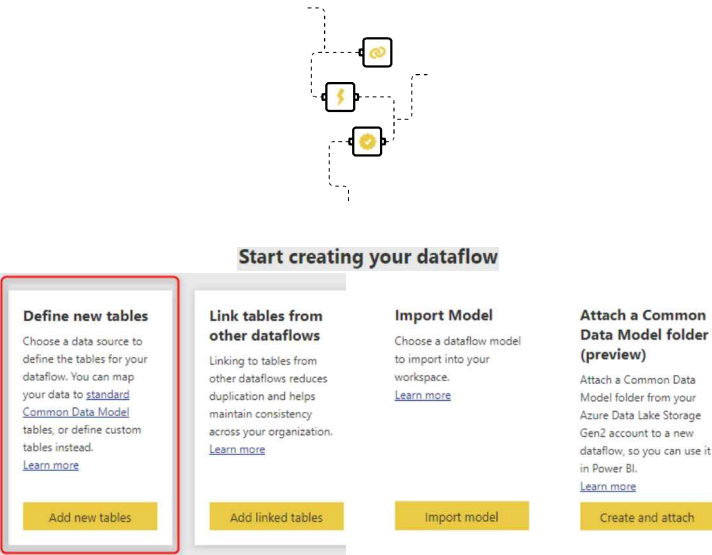 Start creating your dataflow
Define new tables
Choose a data source to
define the tables for your
dataflow. You can map
your data to standard
Common Data Model
tables, or define custom
tables instead.
Learn more
Add new tables
Link tables from
other dataflows
Linking to tables from
other dataflows reduces
duplication and helps
maintain consistency
across your organization.
Learn more
Add linked tables
Import Model
Choose a dataflow model
to import into your
workspace.
Learn more
Import model
Attach a Common
Data Model folder
(preview)
Attach a Common Data
Model folder from your
Azure Data Lake Storage
Gen2 account to a new
dataflow, so you can use it
in Power BI.
Learn more
Create and attach